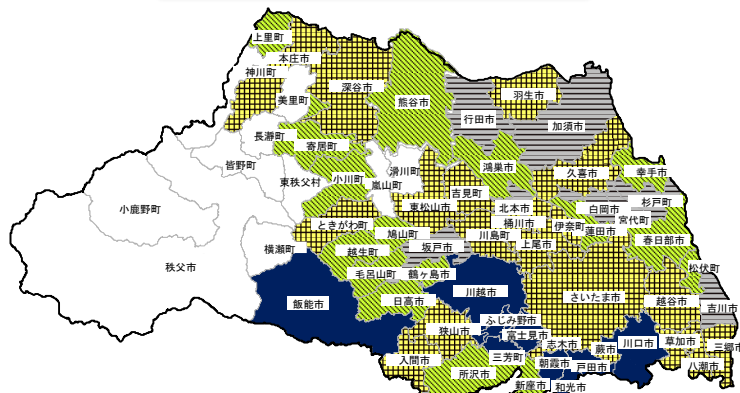 上里町
本庄市
神川町
深谷市
美里町
熊谷市
羽生市
行田市
加須市
長瀞町
寄居町
皆野町
東秩父村
小川町
嵐山町
滑川町
鴻巣市
久喜市
幸手市
吉見町
小鹿野町
東松山市
北本市
白岡市
杉戸町
宮代町
ときがわ町
鳩山町
川島町
桶川市
伊奈町
蓮田市
上尾市
春日部市
横瀬町
越生町
坂戸市
秩父市
毛呂山町
鶴ヶ島市
松伏町
飯能市
日高市
川越市
さいたま市
越谷市
吉川市
ふじみ野市
狭山市
富士見市
志木市
川口市
草加市
三郷市
入間市
三芳町
朝霞市
蕨市
戸田市
八潮市
所沢市
新座市
和光市